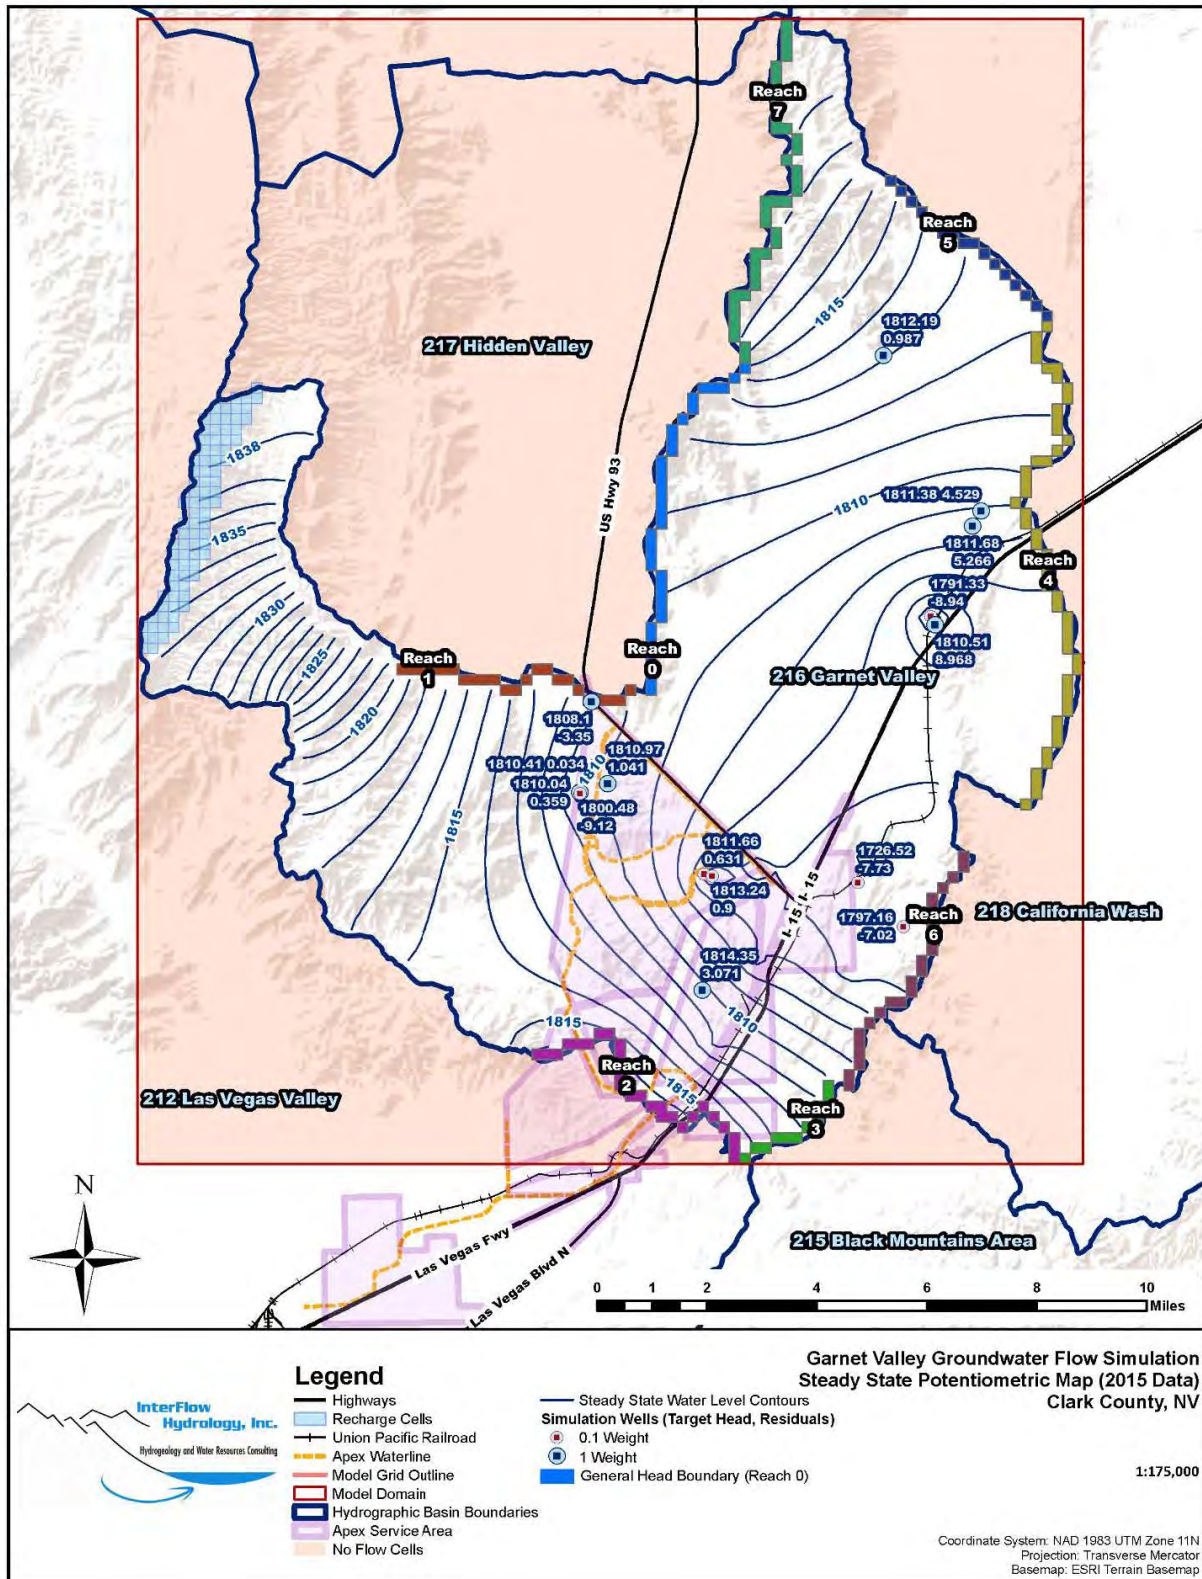 Reach
7
Reach
5
1815
1812.19
0.987
217 Hidden Valley
US Hwy 93
1838
1835
1830
1825
1820
1815
1810
1811.38 4.529
1811.68
5.266
Reach
4
1791.33
-8.94
1810.51
8.968
Reach
1
Reach
0
216 Garnet Valley
1808.1
-3.35
1810
1810.97
1.041
1810.41 0.034
1810.04
0.359
1800.48
-9.12
1811.66
0.631
1813.24
0.9
1726.52
-7.73
I-15
I-15
1797.16
-7.02
Reach
6
218 California Wash
1814.35
3.071
1810
1815
Reach
2
1815
Reach
3
212 Las Vegas Valley
215 Black Mountains Area
N
Las Vegas Fwy
Las Vegas Blvd N
0 1 2 4 6 8 10
Miles
InterFlow
Hydrology, Inc.
Hydrogeology and Water Resources Consulting
Legend
Highways
Recharge Cells
Union Pacific Railroad
Apex Waterline
Model Grid Outline
Model Domain
Hydrographic Basin Boundaries
Apex Service Area
No Flow Cells
Steady State Water Level Contours
Simulation Wells (Target Head, Residuals)
0.1 Weight
1 Weight
General Head Boundary (Reach 0)
Garnet Valley Groundwater Flow Simulation
Steady State Potentiometric Map (2015 Data)
Clark County, NV
1:175,000
Coordinate System: NAD 1983 UTM Zone 11N
Projection: Transverse Mercator
Basemap: ESRI Terrain Basemap